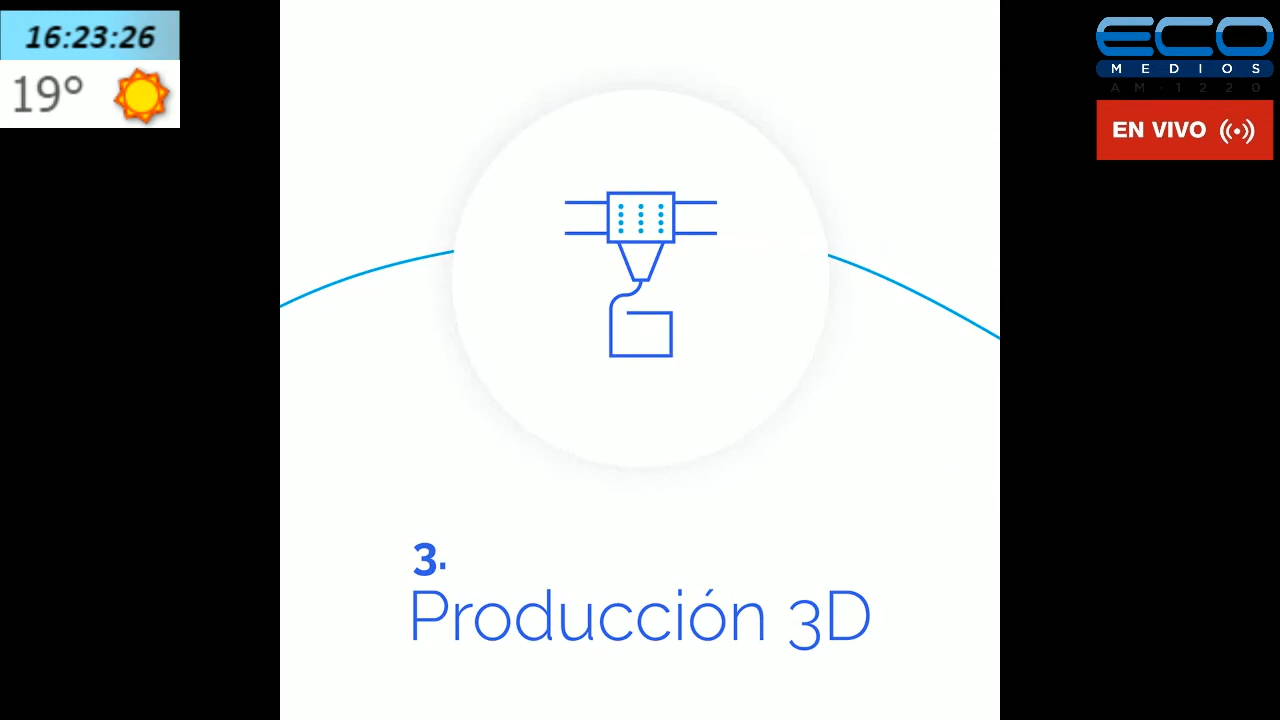 16:23:26
19°
ECO
MEDIOS
AM·1220
EN VIVO
3.
Producción 3D